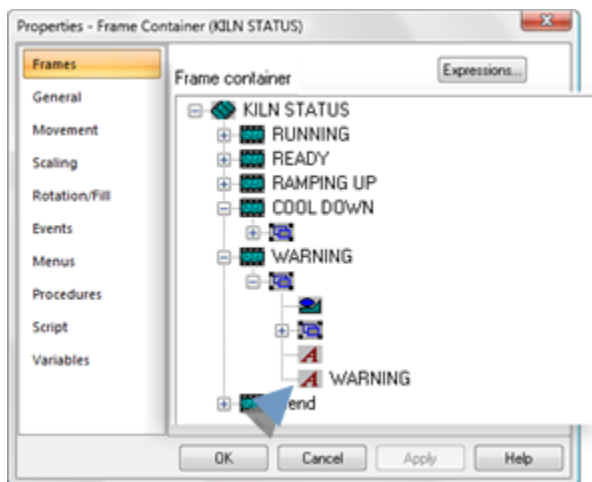 Properties - Frame Container (KILN STATUS)
Frames
General
Movement
Scaling
Rotation/Fill
Events
Menus
Procedures
Script
Variables
Frame container
Expressions...
KILN STATUS
RUNNING
READY
RAMPING UP
COOL DOWN
WARNING
A
A WARNING
end
OK Cancel Apply Help